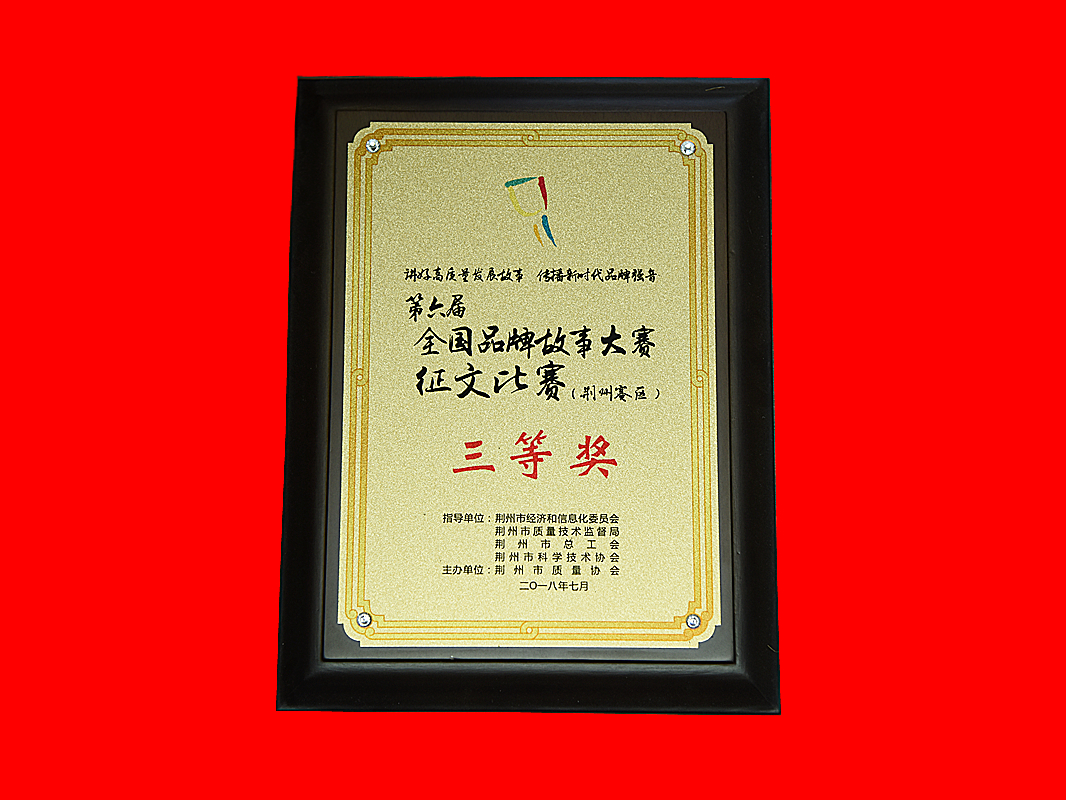 讲好高质量发展故事 传播新时代品牌强音
第六届
全国品牌故事大赛
征文比赛（荆州赛区）
三等奖
指导单位：荆州市经济和信息化委员会
荆州市质量技术监督局
荆州市总工会
荆州市科学技术协会
主办单位：荆州市质量协会
二〇一八年七月